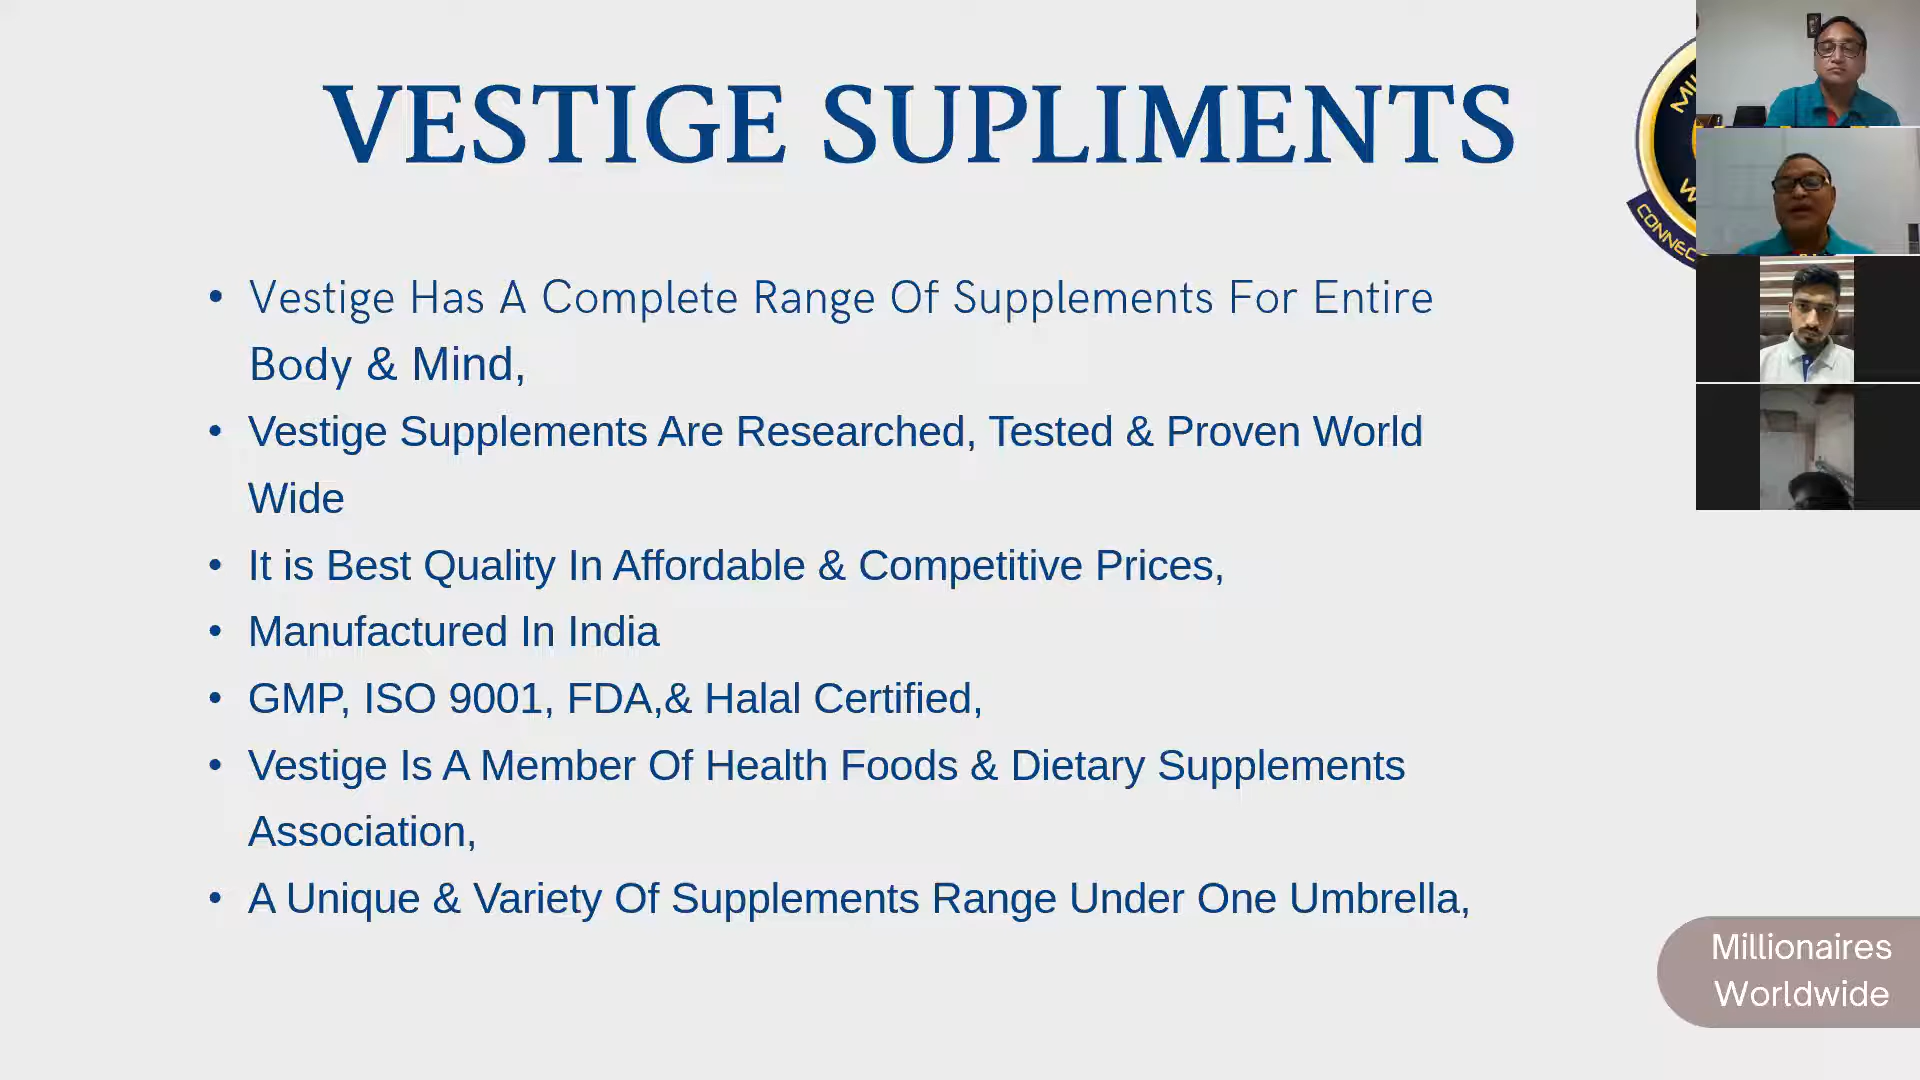 VESTIGE SUPLIMENTS
• Vestige Has A Complete Range Of Supplements For Entire
Body & Mind,
• Vestige Supplements Are Researched, Tested & Proven World
Wide
• It is Best Quality In Affordable & Competitive Prices,
• Manufactured In India
• GMP, ISO 9001, FDA,& Halal Certified,
• Vestige Is A Member Of Health Foods & Dietary Supplements
Association,
• A Unique & Variety Of Supplements Range Under One Umbrella,
Millionaires
Worldwide